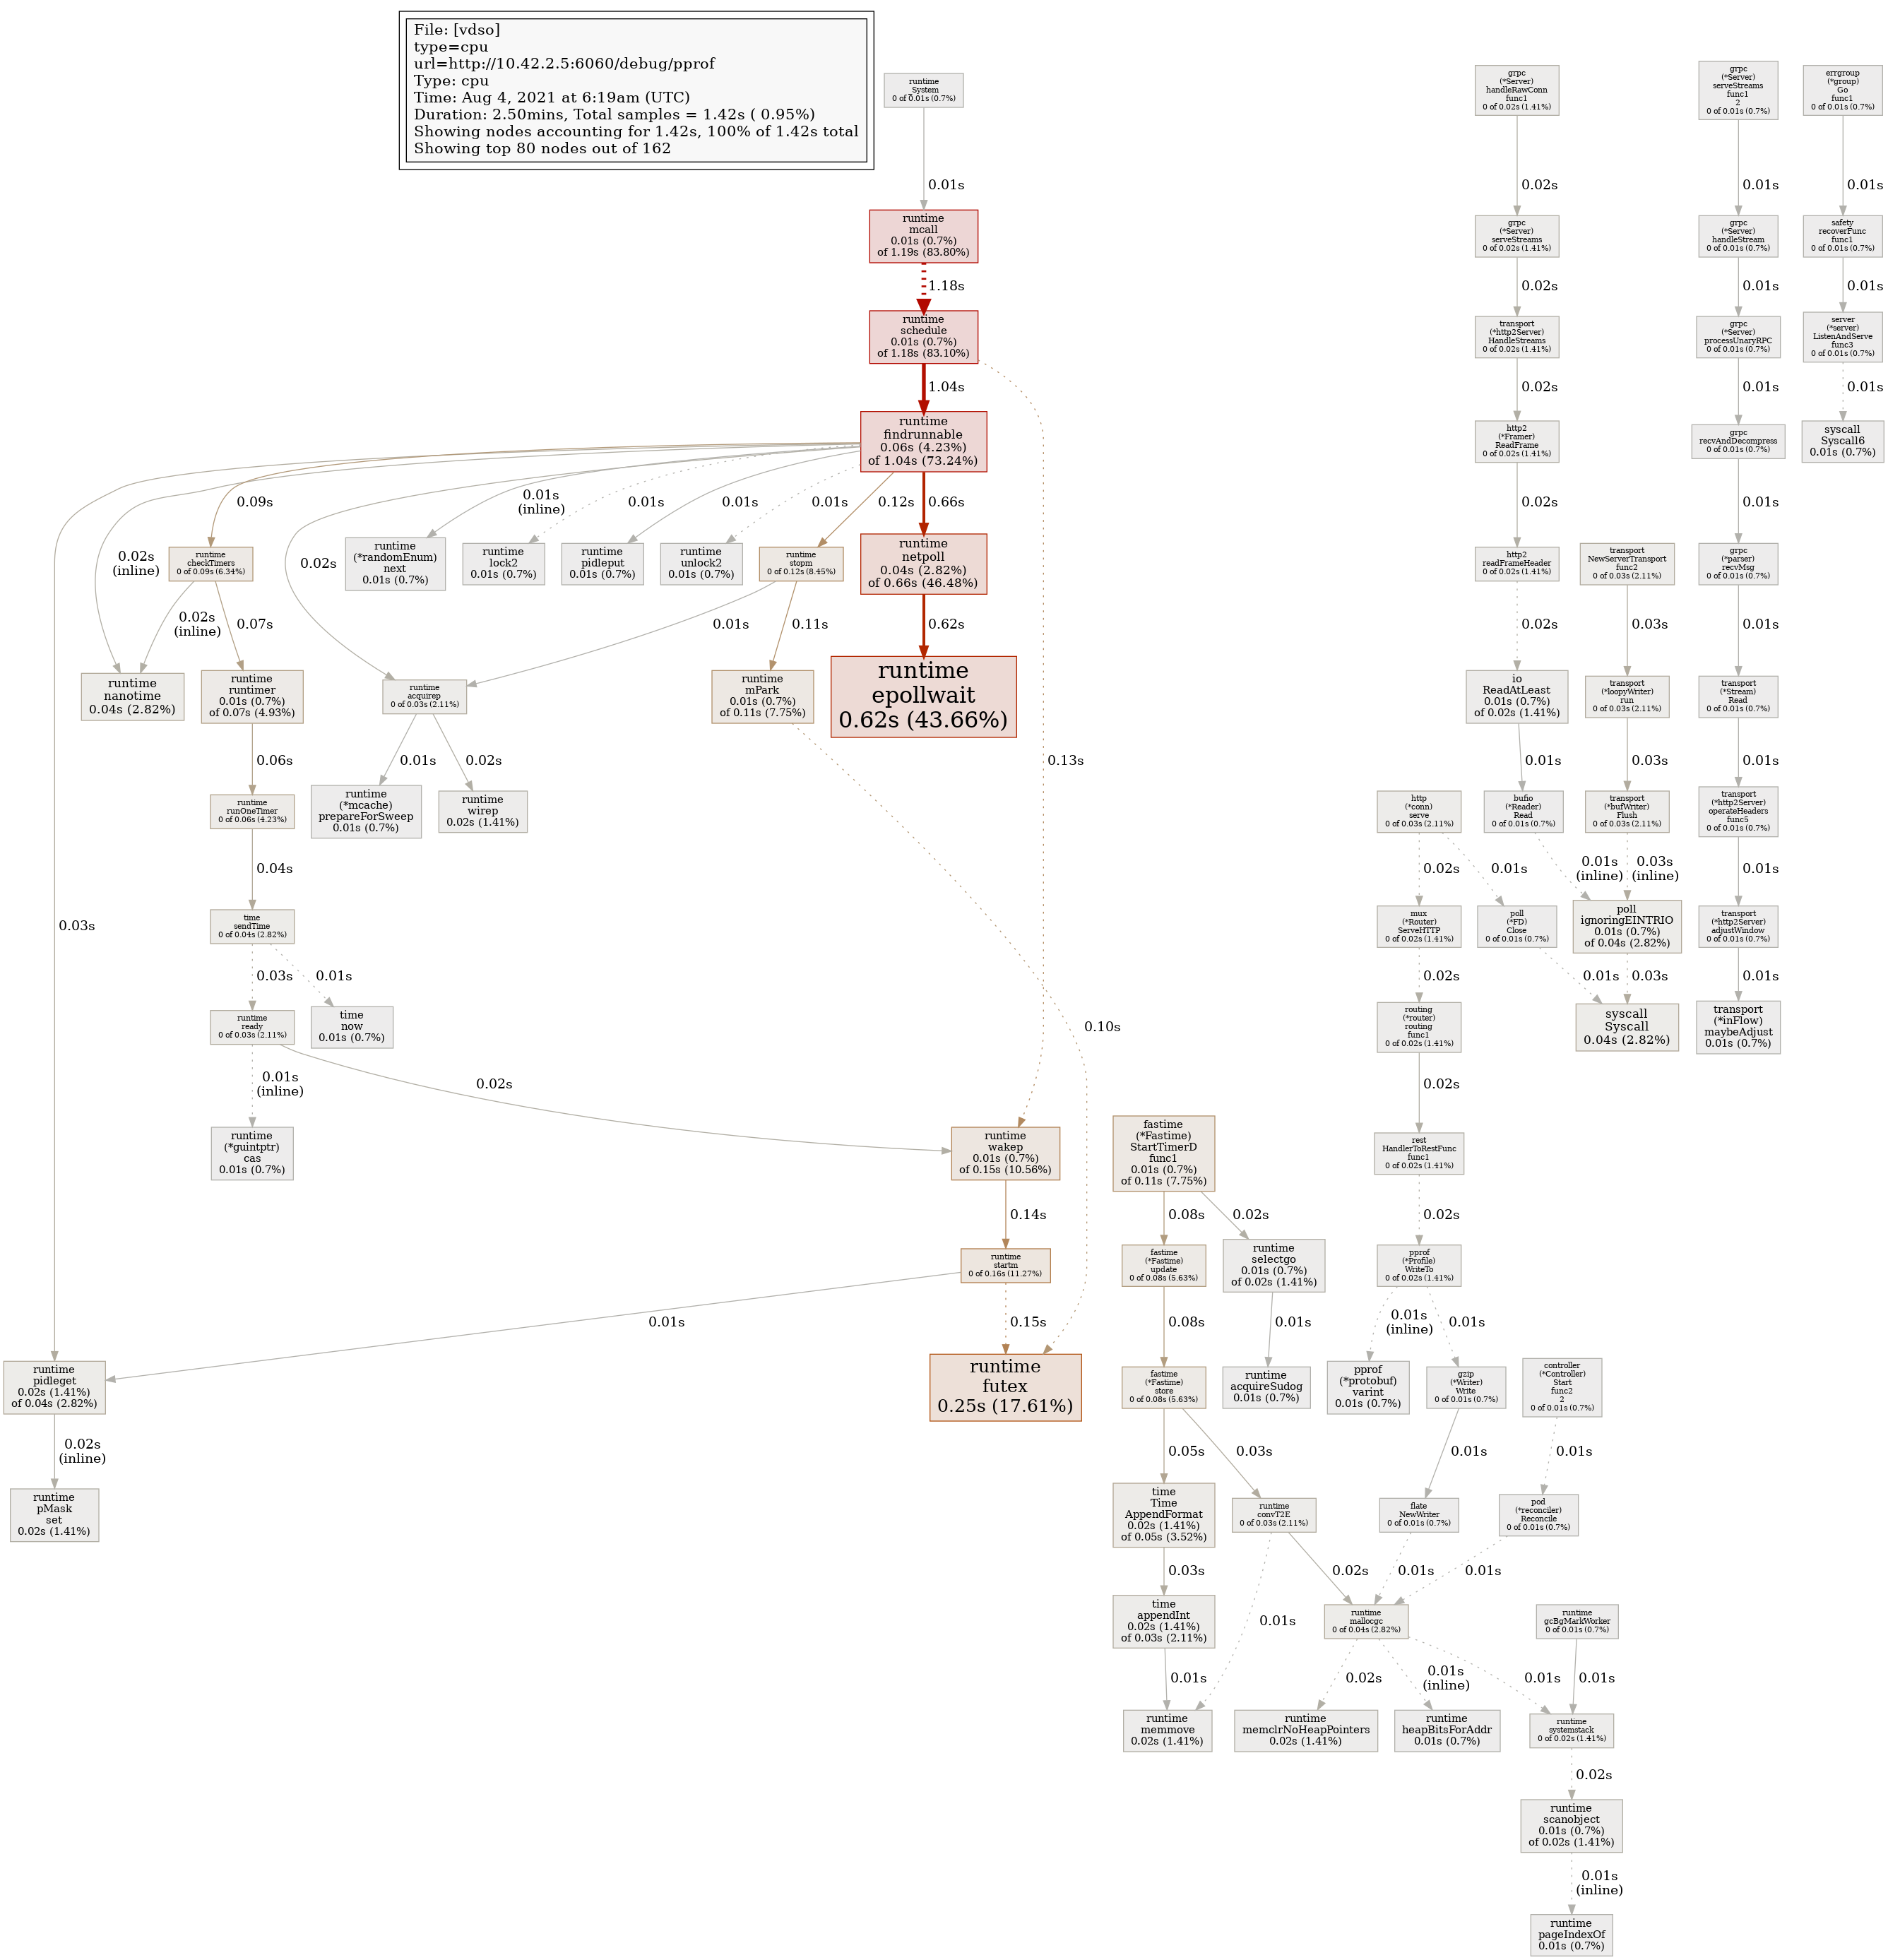 File: [vdso]
type=cpu
url=http://10.42.2.5:6060/debug/pprof
Type: cpu
Time: Aug 4, 2021 at 6:19am (UTC)
Duration: 2.50mins, Total samples = 1.42s ( 0.95%)
Showing nodes accounting for 1.42s, 100% of 1.42s total
Showing top 80 nodes out of 162
runtime
_System
0 of 0.01s (0.7%)
0.01s
runtime
mcall
0.01s (0.7%)
of 1.19s (83.80%)
1.18s
runtime
schedule
0.01s (0.7%)
of 1.18s (83.10%)
1.04s
0.13s
runtime
findrunnable
0.06s (4.23%)
of 1.04s (73.24%)
0.03s
0.02s
(inline)
0.09s
0.02s
0.01s
(inline)
0.01s
0.01s
0.01s
0.12s
0.66s
runtime
checkTimers
0 of 0.09s (6.34%)
0.02s
(inline)
0.07s
runtime
(*randomEnum)
next
0.01s (0.7%)
runtime
lock2
0.01s (0.7%)
runtime
pidleput
0.01s (0.7%)
runtime
unlock2
0.01s (0.7%)
runtime
stopm
0 of 0.12s (8.45%)
0.01s
0.11s
runtime
netpoll
0.04s (2.82%)
of 0.66s (46.48%)
0.62s
runtime
nanotime
0.04s (2.82%)
runtime
runtimer
0.01s (0.7%)
of 0.07s (4.93%)
0.06s
runtime
acquirep
0 of 0.03s (2.11%)
0.01s
0.02s
runtime
mPark
0.01s (0.7%)
of 0.11s (7.75%)
0.10s
runtime
epollwait
0.62s (43.66%)
runtime
runOneTimer
0 of 0.06s (4.23%)
0.04s
runtime
(*mcache)
prepareForSweep
0.01s (0.7%)
runtime
wirep
0.02s (1.41%)
time
sendTime
0 of 0.04s (2.82%)
0.03s
0.01s
runtime
ready
0 of 0.03s (2.11%)
0.01s
(inline)
0.02s
time
now
0.01s (0.7%)
runtime
(*guintptr)
cas
0.01s (0.7%)
runtime
wakep
0.01s (0.7%)
of 0.15s (10.56%)
0.14s
runtime
startm
0 of 0.16s (11.27%)
0.01s
0.15s
runtime
pidleget
0.02s (1.41%)
of 0.04s (2.82%)
0.02s
(inline)
runtime
futex
0.25s (17.61%)
runtime
pMask
set
0.02s (1.41%)
fastime
(*Fastime)
StartTimerD
func1
0.01s (0.7%)
of 0.11s (7.75%)
0.08s
0.02s
fastime
(*Fastime)
update
0 of 0.08s (5.63%)
0.08s
runtime
selectgo
0.01s (0.7%)
of 0.02s (1.41%)
0.01s
fastime
(*Fastime)
store
0 of 0.08s (5.63%)
0.05s
0.03s
runtime
acquireSudog
0.01s (0.7%)
time
Time
AppendFormat
0.02s (1.41%)
of 0.05s (3.52%)
0.03s
runtime
convT2E
0 of 0.03s (2.11%)
0.01s
0.02s
time
appendInt
0.02s (1.41%)
of 0.03s (2.11%)
0.01s
runtime
memmove
0.02s (1.41%)
grpc
(*Server)
handleRawConn
func1
0 of 0.02s (1.41%)
0.02s
grpc
(*Server)
serveStreams
0 of 0.02s (1.41%)
0.02s
transport
(*http2Server)
HandleStreams
0 of 0.02s (1.41%)
0.02s
http2
(*Framer)
ReadFrame
0 of 0.02s (1.41%)
0.02s
http2
readFrameHeader
0 of 0.02s (1.41%)
0.02s
io
ReadAtLeast
0.01s (0.7%)
of 0.02s (1.41%)
0.01s
bufio
(*Reader)
Read
0 of 0.01s (0.7%)
0.01s
(inline)
transport
NewServerTransport
func2
0 of 0.03s (2.11%)
0.03s
transport
(*loopyWriter)
run
0 of 0.03s (2.11%)
0.03s
transport
(*bufWriter)
Flush
0 of 0.03s (2.11%)
0.03s
(inline)
poll
ignoringEINTRIO
0.01s (0.7%)
of 0.04s (2.82%)
0.03s
syscall
Syscall
0.04s (2.82%)
http
(*conn)
serve
0 of 0.03s (2.11%)
0.02s
0.01s
mux
(*Router)
ServeHTTP
0 of 0.02s (1.41%)
0.02s
poll
(*FD)
Close
0 of 0.01s (0.7%)
0.01s
routing
(*router)
routing
func1
0 of 0.02s (1.41%)
0.02s
rest
HandlerToRestFunc
func1
0 of 0.02s (1.41%)
0.02s
pprof
(*Profile)
WriteTo
0 of 0.02s (1.41%)
0.01s
(inline)
0.01s
pprof
(*protobuf)
varint
0.01s (0.7%)
gzip
(*Writer)
Write
0 of 0.01s (0.7%)
0.01s
controller
(*Controller)
Start
func2
2
0 of 0.01s (0.7%)
0.01s
flate
NewWriter
0 of 0.01s (0.7%)
0.01s
pod
(*reconciler)
Reconcile
0 of 0.01s (0.7%)
0.01s
runtime
mallocgc
0 of 0.04s (2.82%)
0.02s
0.01s
(inline)
0.01s
runtime
gcBgMarkWorker
0 of 0.01s (0.7%)
0.01s
runtime
memclrNoHeapPointers
0.02s (1.41%)
runtime
heapBitsForAddr
0.01s (0.7%)
runtime
systemstack
0 of 0.02s (1.41%)
0.02s
runtime
scanobject
0.01s (0.7%)
of 0.02s (1.41%)
0.01s
(inline)
runtime
pageIndexOf
0.01s (0.7%)
grpc
(*Server)
serveStreams
func1
2
0 of 0.01s (0.7%)
0.01s
grpc
(*Server)
handleStream
0 of 0.01s (0.7%)
0.01s
grpc
(*Server)
processUnaryRPC
0 of 0.01s (0.7%)
0.01s
grpc
recvAndDecompress
0 of 0.01s (0.7%)
0.01s
grpc
(*parser)
recvMsg
0 of 0.01s (0.7%)
0.01s
transport
(*Stream)
Read
0 of 0.01s (0.7%)
0.01s
transport
(*http2Server)
operateHeaders
func5
0 of 0.01s (0.7%)
0.01s
transport
(*http2Server)
adjustWindow
0 of 0.01s (0.7%)
0.01s
transport
(*inFlow)
maybeAdjust
0.01s (0.7%)
errgroup
(*group)
Go
func1
0 of 0.01s (0.7%)
0.01s
safety
recoverFunc
func1
0 of 0.01s (0.7%)
0.01s
server
(*server)
ListenAndServe
func3
0 of 0.01s (0.7%)
0.01s
syscall
Syscall6
0.01s (0.7%)